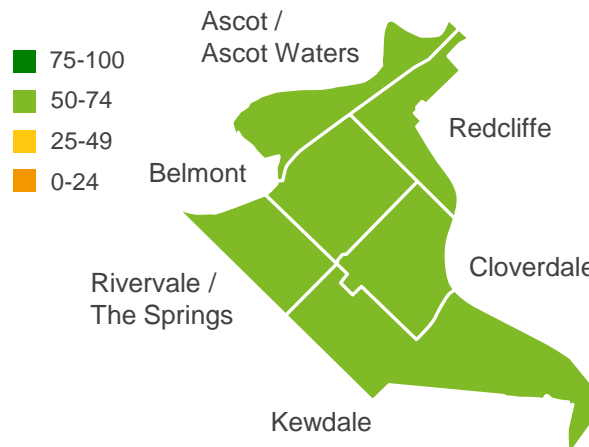 Ascot /
Ascot Waters
75-100
50-74
25-49
0-24
Redcliffe
Belmont
Cloverdale
Rivervale /
The Springs
Kewdale